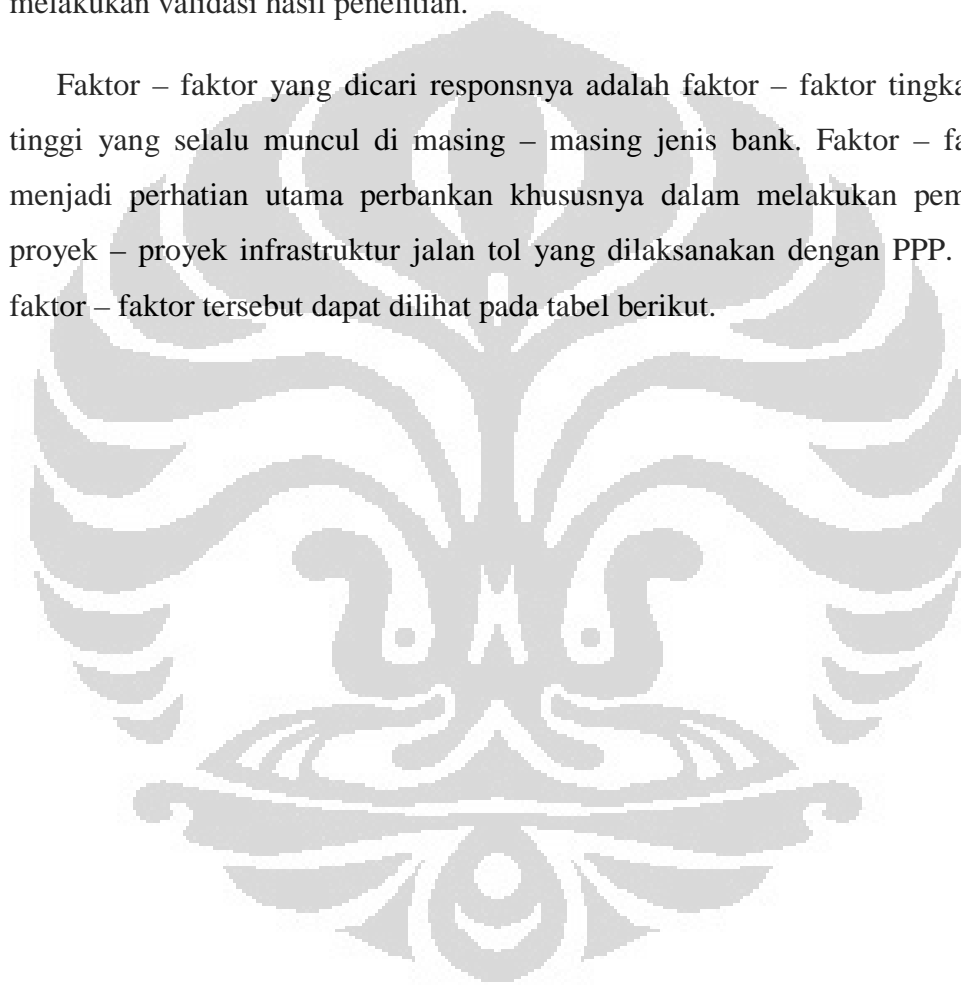 melakukan validasi hasil penelitian.
Faktor – faktor yang dicari responsnya adalah faktor – faktor tingka
tinggi yang selalu muncul di masing – masing jenis bank. Faktor – fa
menjadi perhatian utama perbankan khususnya dalam melakukan pem
proyek – proyek infrastruktur jalan tol yang dilaksanakan dengan PPP.
faktor – faktor tersebut dapat dilihat pada tabel berikut.